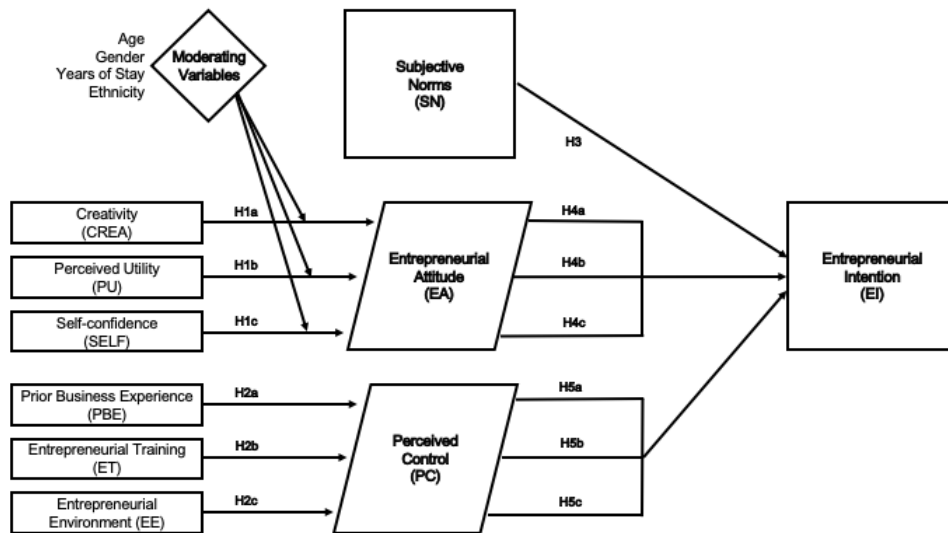 Age
Gender
Years of Stay
Ethnicity
Moderating
Variables
Subjective
Norms
(SN)
H3
Creativity
(CREA)
H1a
Perceived Utility
(PU)
H1b
Self-confidence
(SELF)
H1c
Entrepreneurial
Attitude
(EA)
H4a
H4b
H4c
Entrepreneurial
Intention
(EI)
Prior Business Experience
(PBE)
H2a
Entrepreneurial Training
(ET)
H2b
Entrepreneurial
Environment (EE)
H2c
Perceived
Control
(PC)
H5a
H5b
H5c